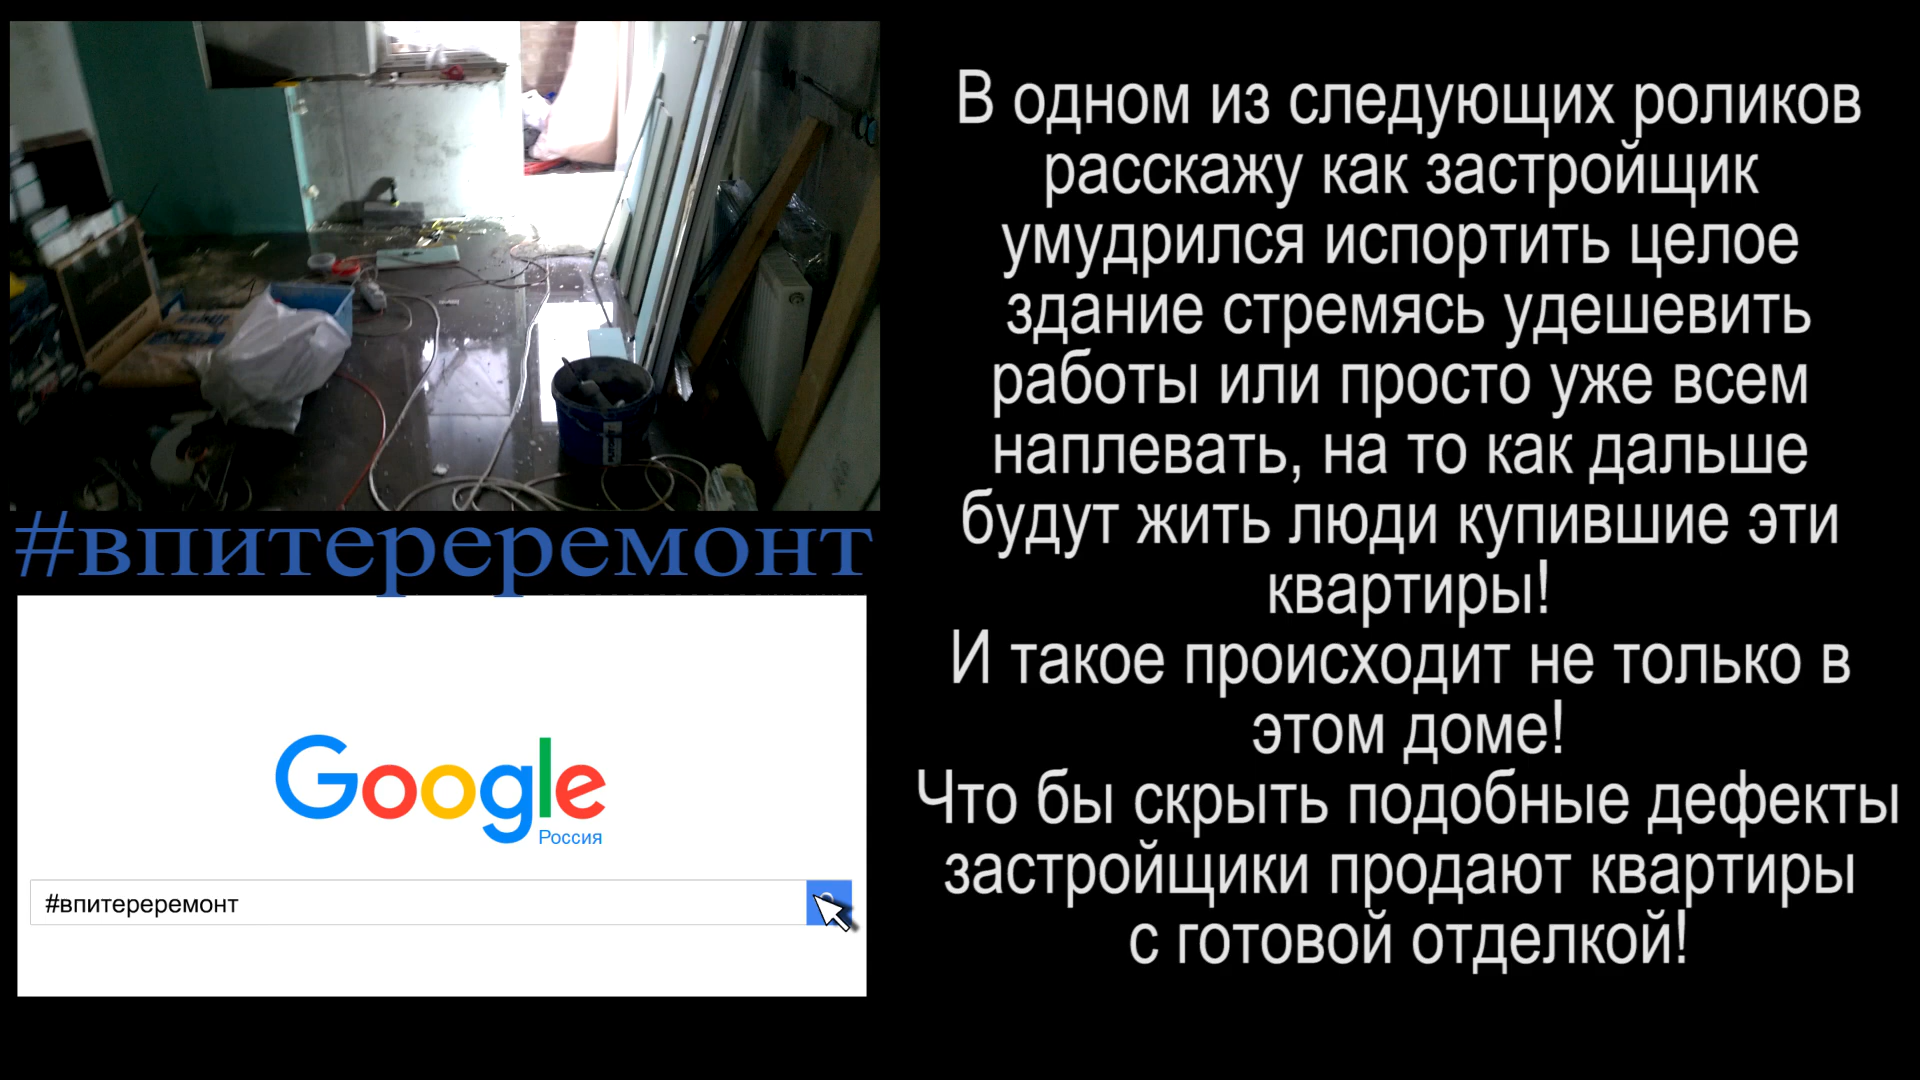 В одном из следующих роликов
расскажу как застройщик
умудрился испортить целое
здание стремясь удешевить
работы или просто уже всем
наплевать, на то как дальше
будут жить люди купившие эти
квартиры!
И такое происходит не только в
этом доме!
Что бы скрыть подобные дефекты
застройщики продают квартиры
с готовой отделкой!
#впитереремонт
Google
Россия
#впитереремонт